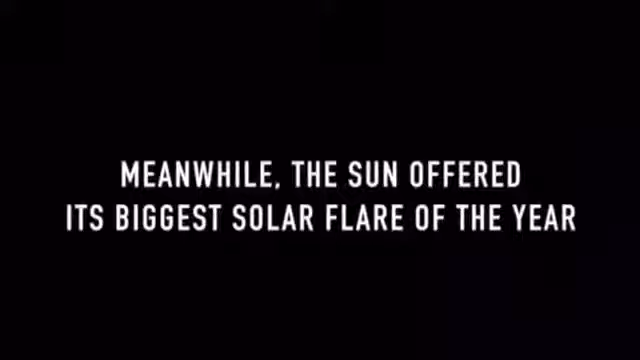 MEANWHILE, THE SUN OFFERED
ITS BIGGEST SOLAR FLARE OF THE YEAR